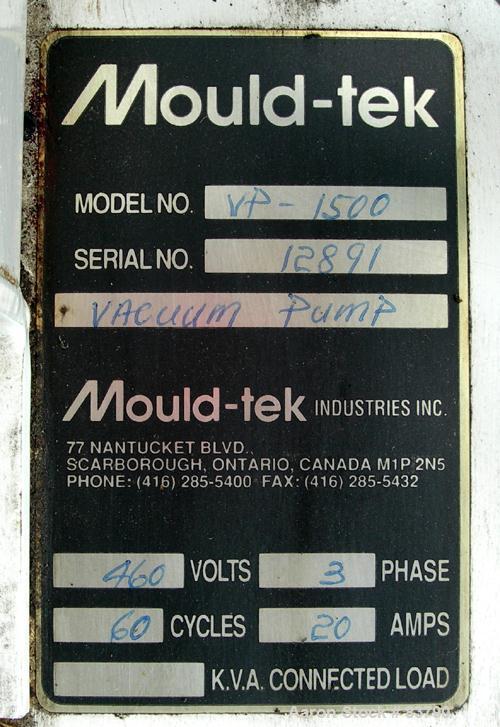 Mould-tek
MODEL NO. VP-1500
SERIAL NO. 12891
VACUUM PUMP
Mould-tek INDUSTRIES INC.
77 NANTUCKET BLVD.,
SCARBOROUGH, ONTARIO, CANADA M1P 2N5
PHONE: (416) 285-5400 FAX: (416) 285-5432
460 VOLTS 3 PHASE
60 CYCLES 20 AMPS
K.V.A. CONNECTED LOAD
Aaron Stock #